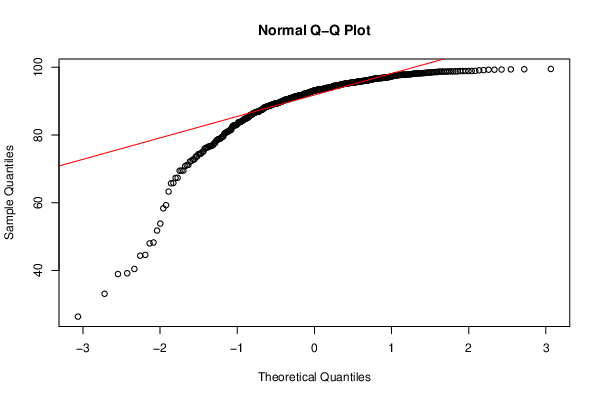 Normal Q−Q Plot
Sample Quantiles
100
80
60
40
−3 −2 −1 0 1 2 3
Theoretical Quantiles